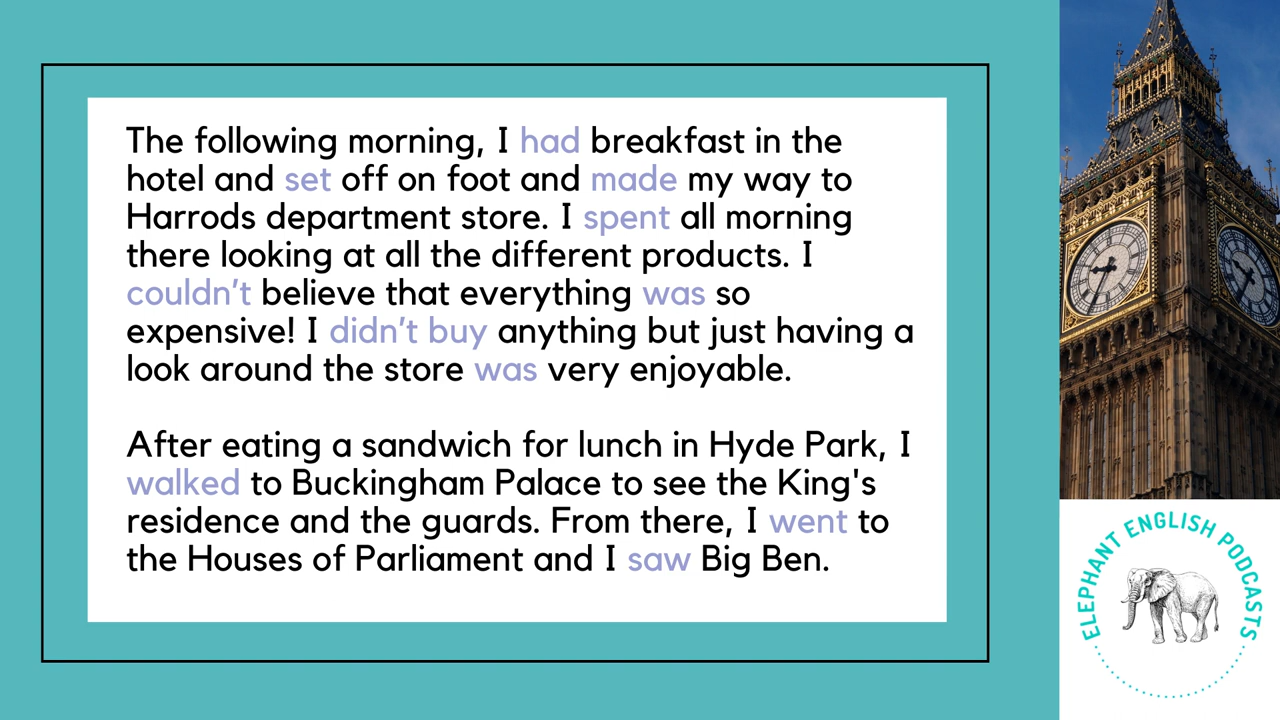 The following morning, I had breakfast in the
hotel and set off on foot and made my way to
Harrods department store. I spent all morning
there looking at all the different products. I
couldn’t believe that everything was so
expensive! I didn’t buy anything but just having a
look around the store was very enjoyable.
After eating a sandwich for lunch in Hyde Park, I
walked to Buckingham Palace to see the King's
residence and the guards. From there, I went to
the Houses of Parliament and I saw Big Ben.
ELEPHANT ENGLISH PODCASTS